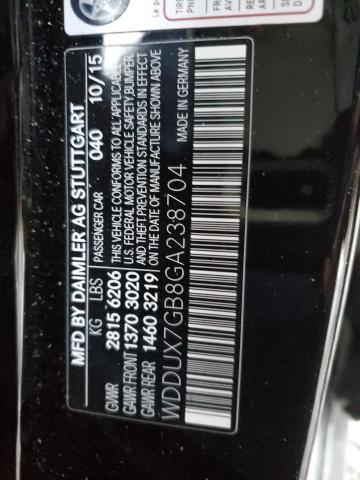 MFD BY DAIMLER AG STUTTGART
KG LBS PASSENGER CAR 040 10/15
GVWR 2815 6206
GAWR FRONT 1370 3020
GAWR REAR 1460 3219
THIS VEHICLE CONFORMS TO ALL APPLICABLE
U.S. FEDERAL MOTOR VEHICLE SAFETY BUMPER
AND THEFT PREVENTION STANDARDS IN EFFECT
ON THE DATE OF MANUFACTURE SHOWN ABOVE
WDDUX7GB8GA238704 MADE IN GERMANY